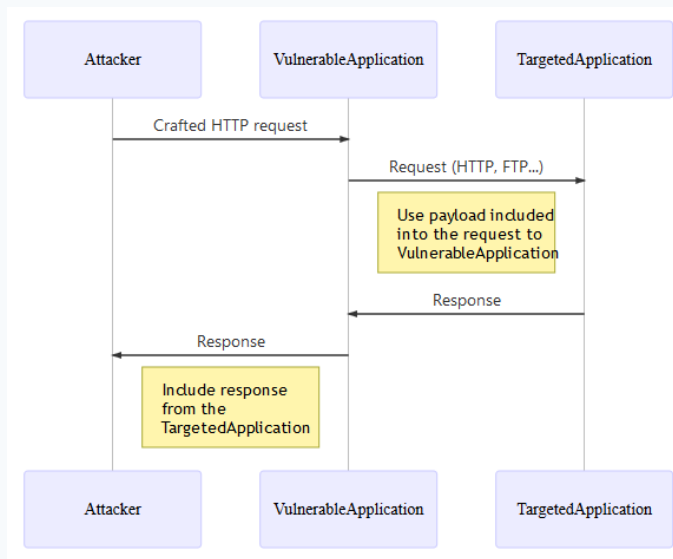 Attacker
VulnerableApplication
TargetedApplication
Crafted HTTP request
Request (HTTP, FTP...)
Use payload included
into the request to
VulnerableApplication
Response
Response
Include response
from the
TargetedApplication
Attacker
VulnerableApplication
TargetedApplication